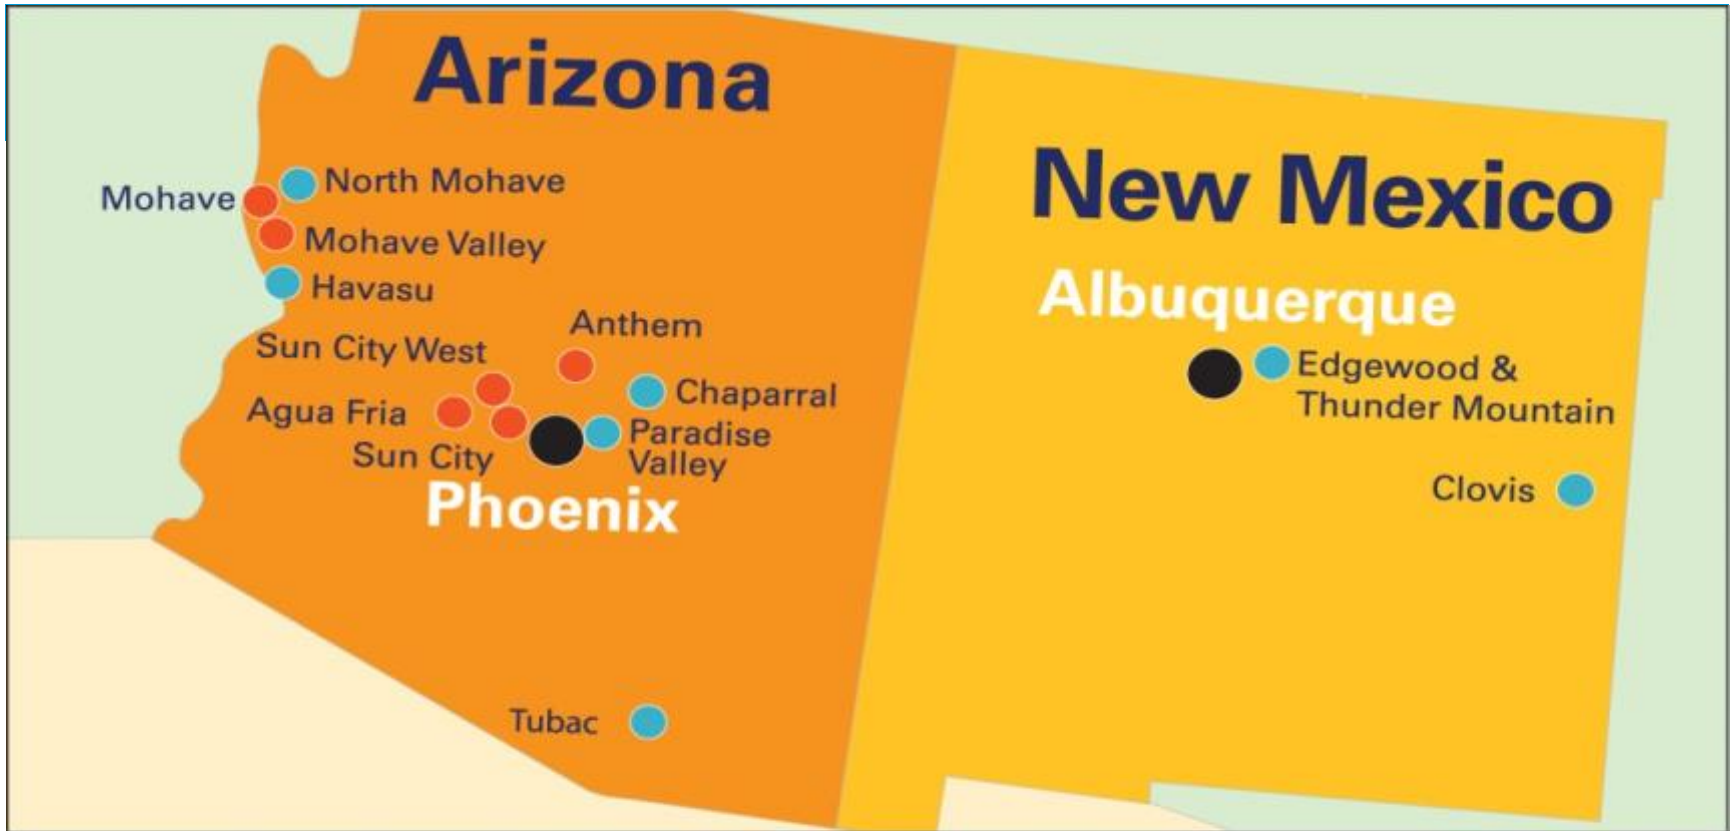 Arizona
New Mexico
North Mohave
Mohave
Mohave Valley
Havasu
Albuquerque
Anthem
Sun City West
Edgewood &
Thunder Mountain
Chaparral
Agua Fria
Paradise
Valley
Sun City
Phoenix
Clovis
Tubac